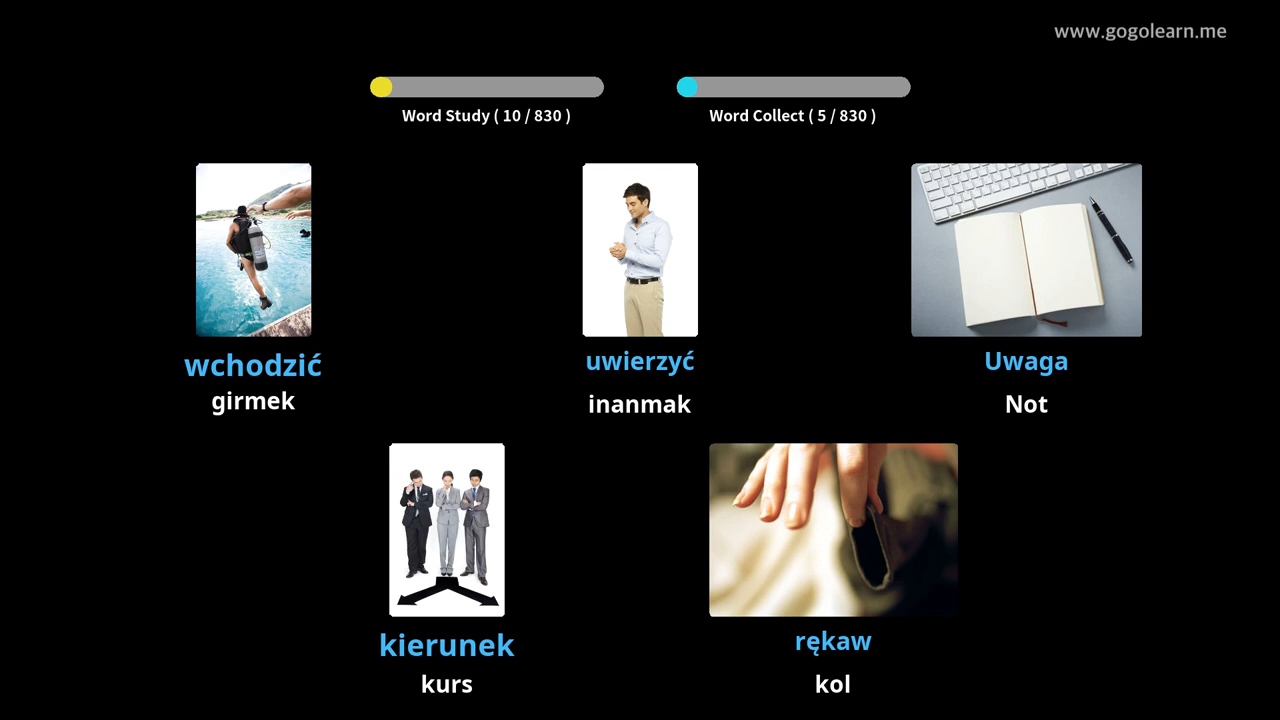 www.gogolearn.me
Word Study ( 10 / 830 )
Word Collect ( 5 / 830 )
wchodzić
girmek
uwierzyć
inanmak
Uwaga
Not
kierunek
kurs
rękaw
kol